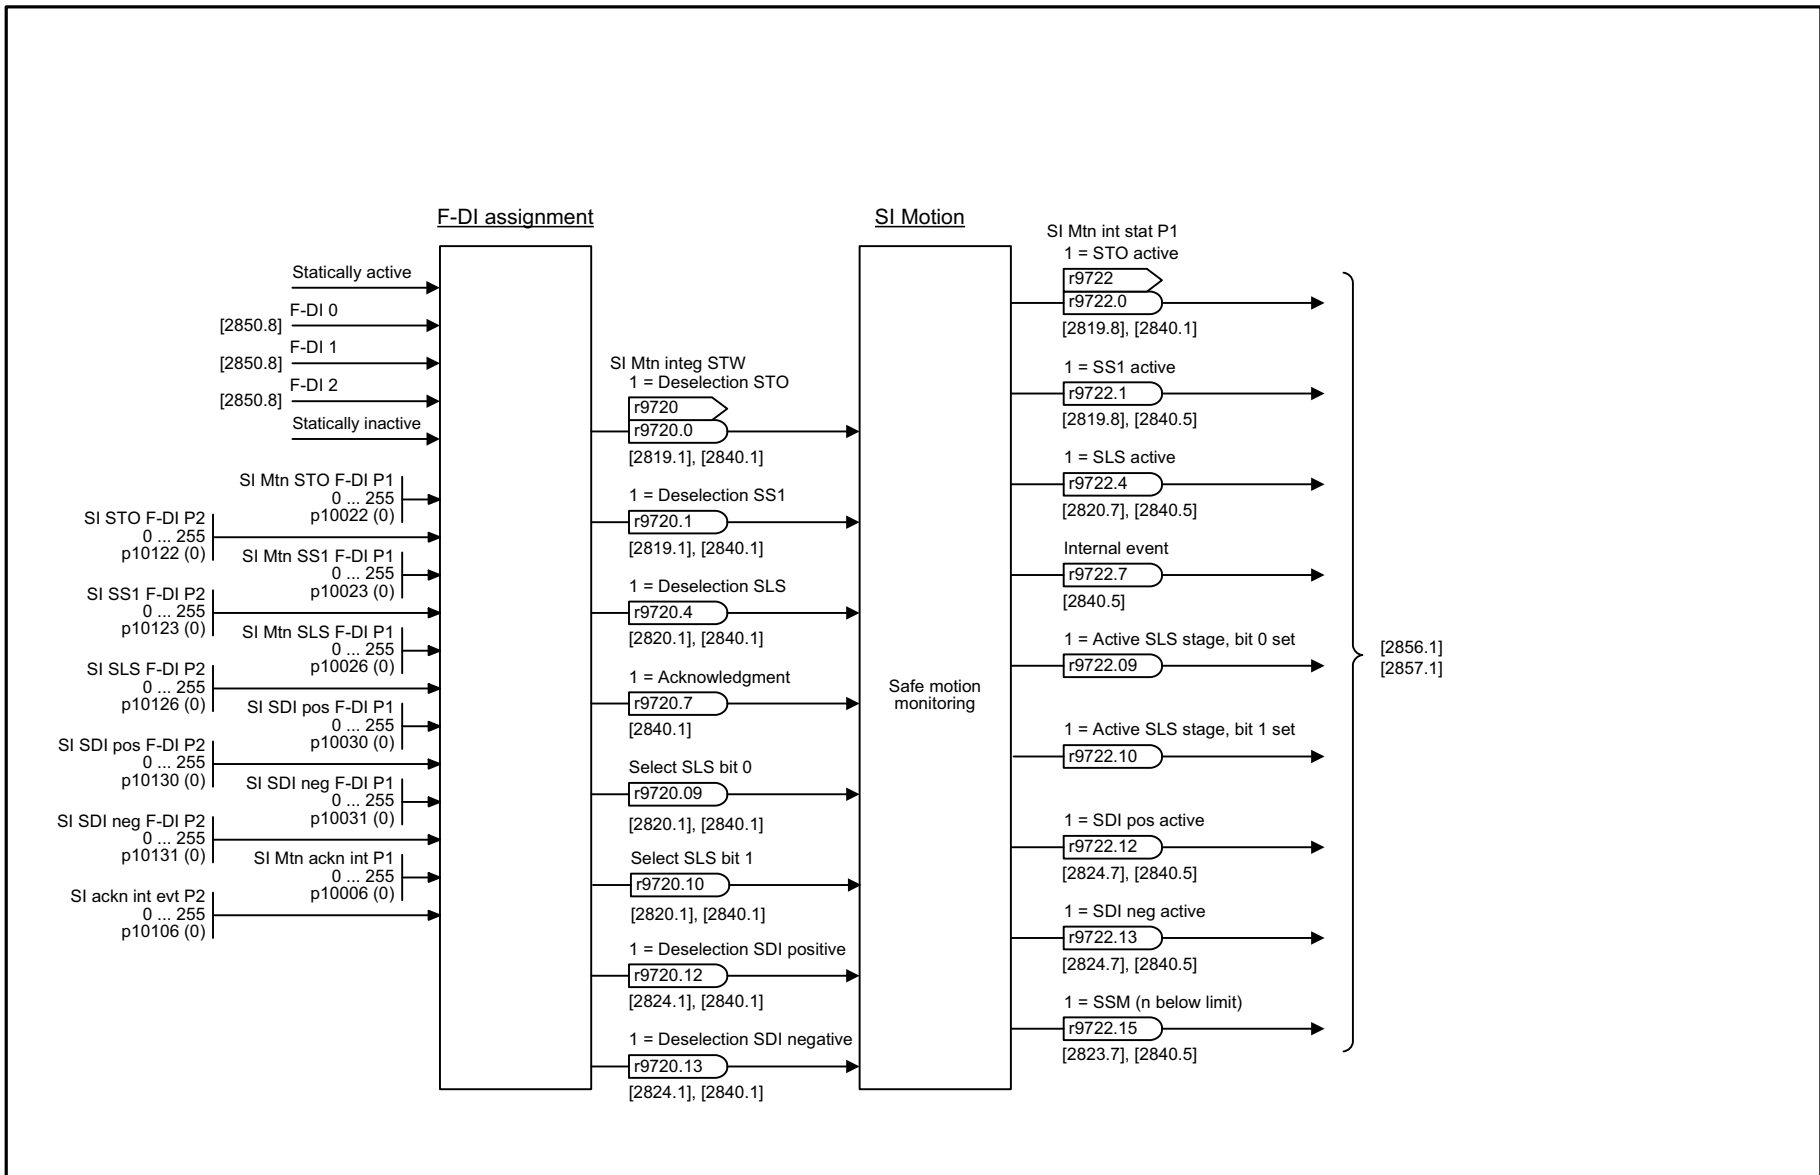 F-DI assignment
SI Motion
Statically active
F-DI 0
[2850.8]
F-DI 1
[2850.8]
F-DI 2
[2850.8]
Statically inactive
SI Mtn STO F-DI P1
0 ... 255
p10022 (0)
SI STO F-DI P2
0 ... 255
p10122 (0)
SI Mtn SS1 F-DI P1
0 ... 255
p10023 (0)
SI SS1 F-DI P2
0 ... 255
p10123 (0)
SI Mtn SLS F-DI P1
0 ... 255
p10026 (0)
SI SLS F-DI P2
0 ... 255
p10126 (0)
SI SDI pos F-DI P1
0 ... 255
p10030 (0)
SI SDI pos F-DI P2
0 ... 255
p10130 (0)
SI SDI neg F-DI P1
0 ... 255
p10031 (0)
SI SDI neg F-DI P2
0 ... 255
p10131 (0)
SI Mtn ackn int P1
0 ... 255
p10006 (0)
SI ackn int evt P2
0 ... 255
p10106 (0)
SI Mtn integ STW
1 = Deselection STO
r9720
r9720.0
[2819.1], [2840.1]
1 = Deselection SS1
r9720.1
[2819.1], [2840.1]
1 = Deselection SLS
r9720.4
[2820.1], [2840.1]
1 = Acknowledgment
r9720.7
[2840.1]
Select SLS bit 0
r9720.09
[2820.1], [2840.1]
Select SLS bit 1
r9720.10
[2820.1], [2840.1]
1 = Deselection SDI positive
r9720.12
[2824.1], [2840.1]
1 = Deselection SDI negative
r9720.13
[2824.1], [2840.1]
Safe motion
monitoring
SI Mtn int stat P1
1 = STO active
r9722
r9722.0
[2819.8], [2840.1]
1 = SS1 active
r9722.1
[2819.8], [2840.5]
1 = SLS active
r9722.4
[2820.7], [2840.5]
Internal event
r9722.7
[2840.5]
1 = Active SLS stage, bit 0 set
r9722.09
1 = Active SLS stage, bit 1 set
r9722.10
1 = SDI pos active
r9722.12
[2824.7], [2840.5]
1 = SDI neg active
r9722.13
[2824.7], [2840.5]
1 = SSM (n below limit)
r9722.15
[2823.7], [2840.5]
[2856.1]
[2857.1]